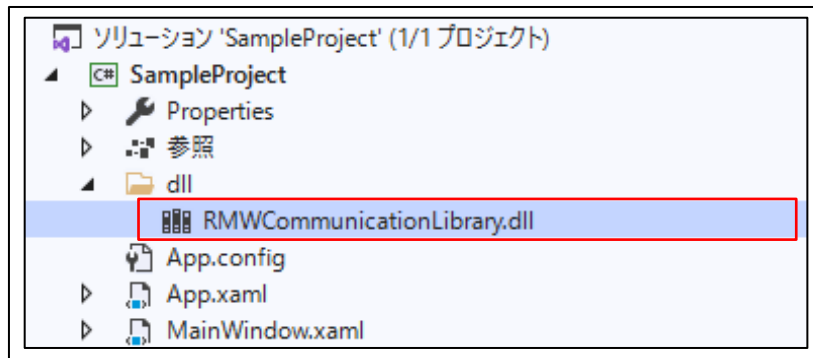 ソリューション 'SampleProject' (1/1 プロジェクト)
C# SampleProject
Properties
参照
dll
RMWCommunicationLibrary.dll
App.config
App.xaml
MainWindow.xaml